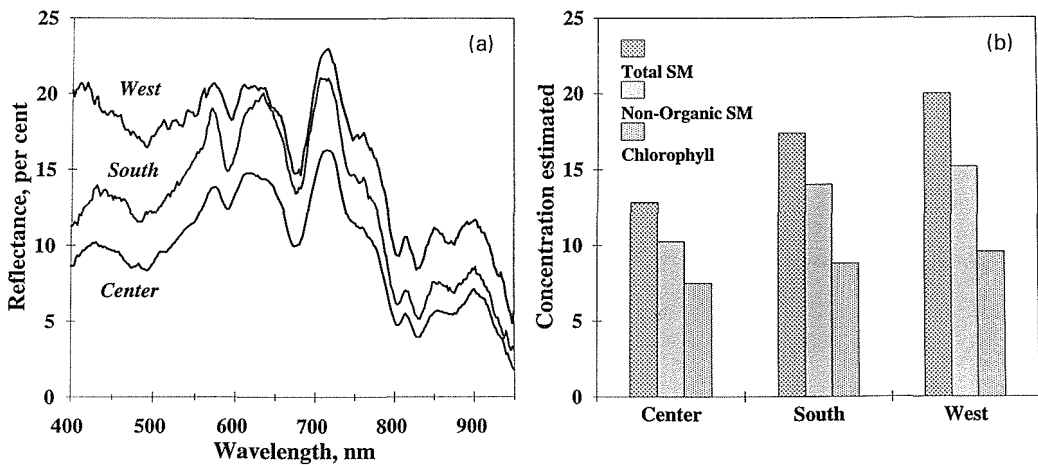 (a)
25
20
15
10
5
0
Reflectance, per cent
West
South
Center
400 500 600 700 800 900
Wavelength, nm
(b)
25
20
15
10
5
0
Concentration estimated
Total SM
Non-Organic SM
Chlorophyll
Center South West